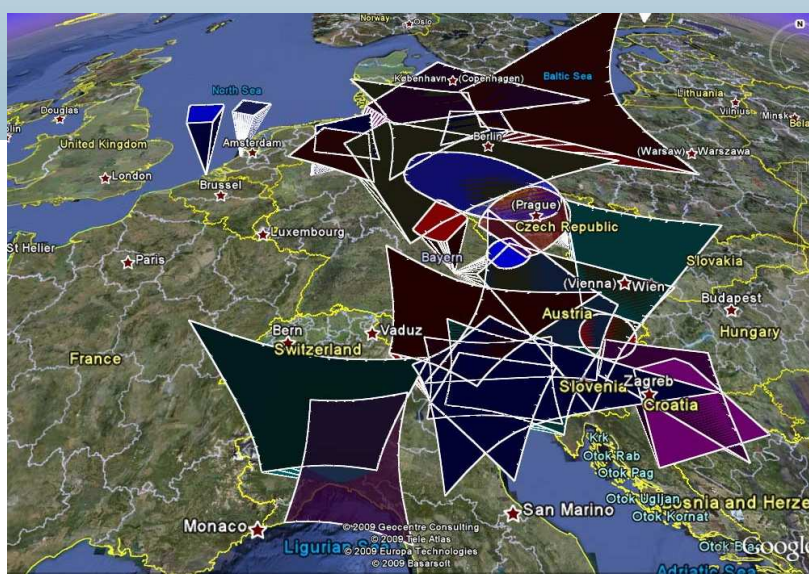 Norway
Oslo
N
København
(Copenhagen)
Baltic Sea
North Sea
Lithuania
Vilnius
Minsk
Douglas
United Kingdom
Amsterdam
Berlin
(Warsaw)
Warszawa
London
Brussel
(Prague)
Czech Republic
St Helier
Luxembourg
Paris
Bayern
Slovakia
(Vienna)
Wien
Budapest
Austria
Hungary
Bern
Vaduz
Switzerland
France
Slovenia
Zagreb
Croatia
Krk
Otok Rab
Otok Pag
Otok Ugljan
Otok Kornat
San Marino
Monaco
Ligurian Sea
© 2009 Geocentre Consulting
© 2009 Tele Atlas
© 2009 Europa Technologies
© 2009 Basarsoft
Google